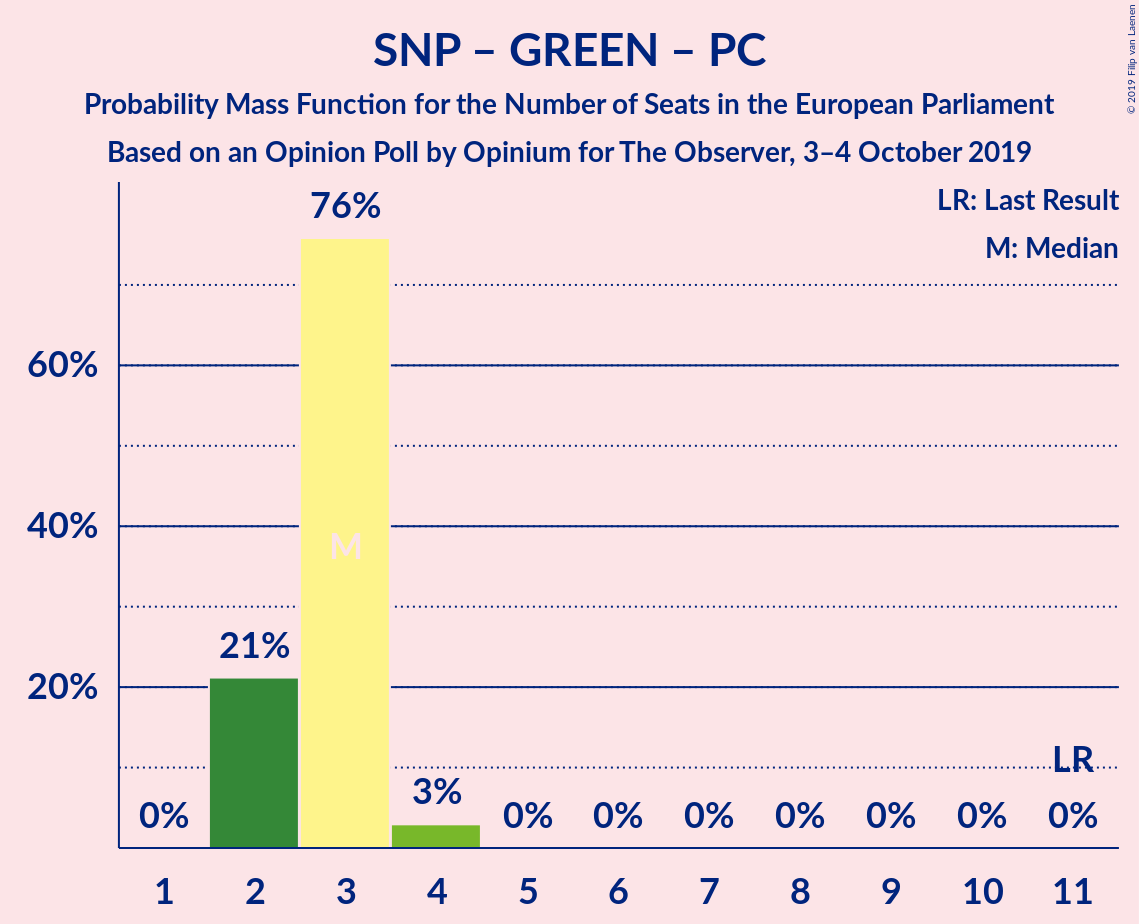 SNP – GREEN – PC
Probability Mass Function for the Number of Seats in the European Parliament
Based on an Opinion Poll by Opinium for The Observer, 3–4 October 2019
© 2019 Filip van Laenen
LR: Last Result
M: Median
76%
60%
40%
M
21%
20%
LR
3%
0% 0% 0% 0% 0% 0% 0% 0%
1 2 3 4 5 6 7 8 9 10 11